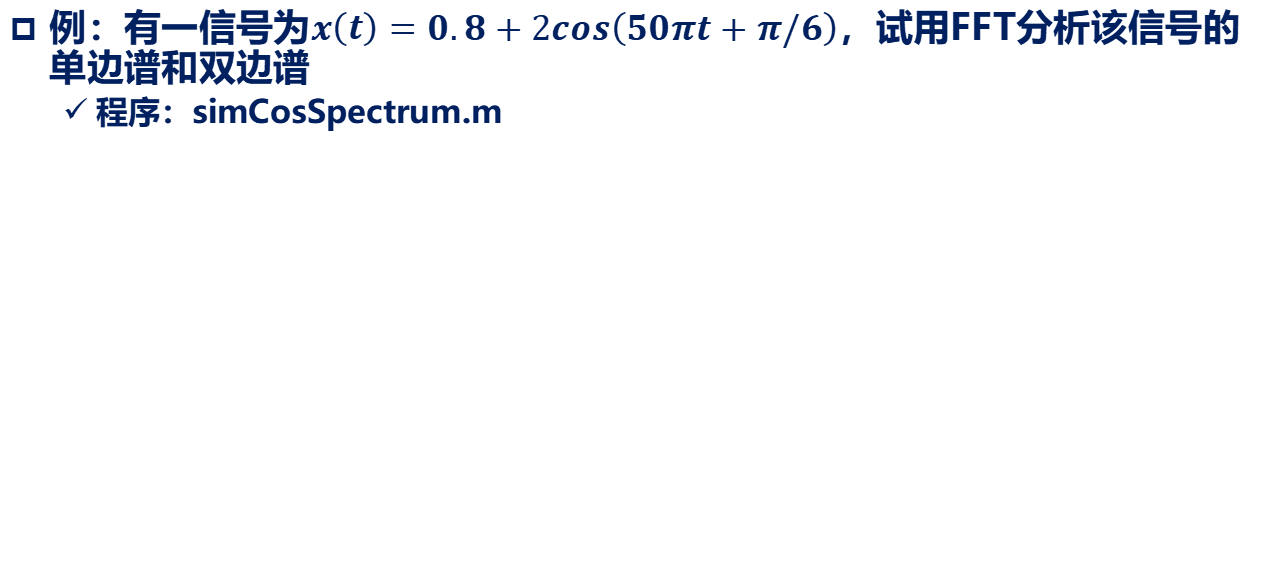 例：有一信号为x(t) = 0.8 + 2cos(50πt + π/6)，试用FFT分析该信号的
单边谱和双边谱
✓ 程序：simCosSpectrum.m